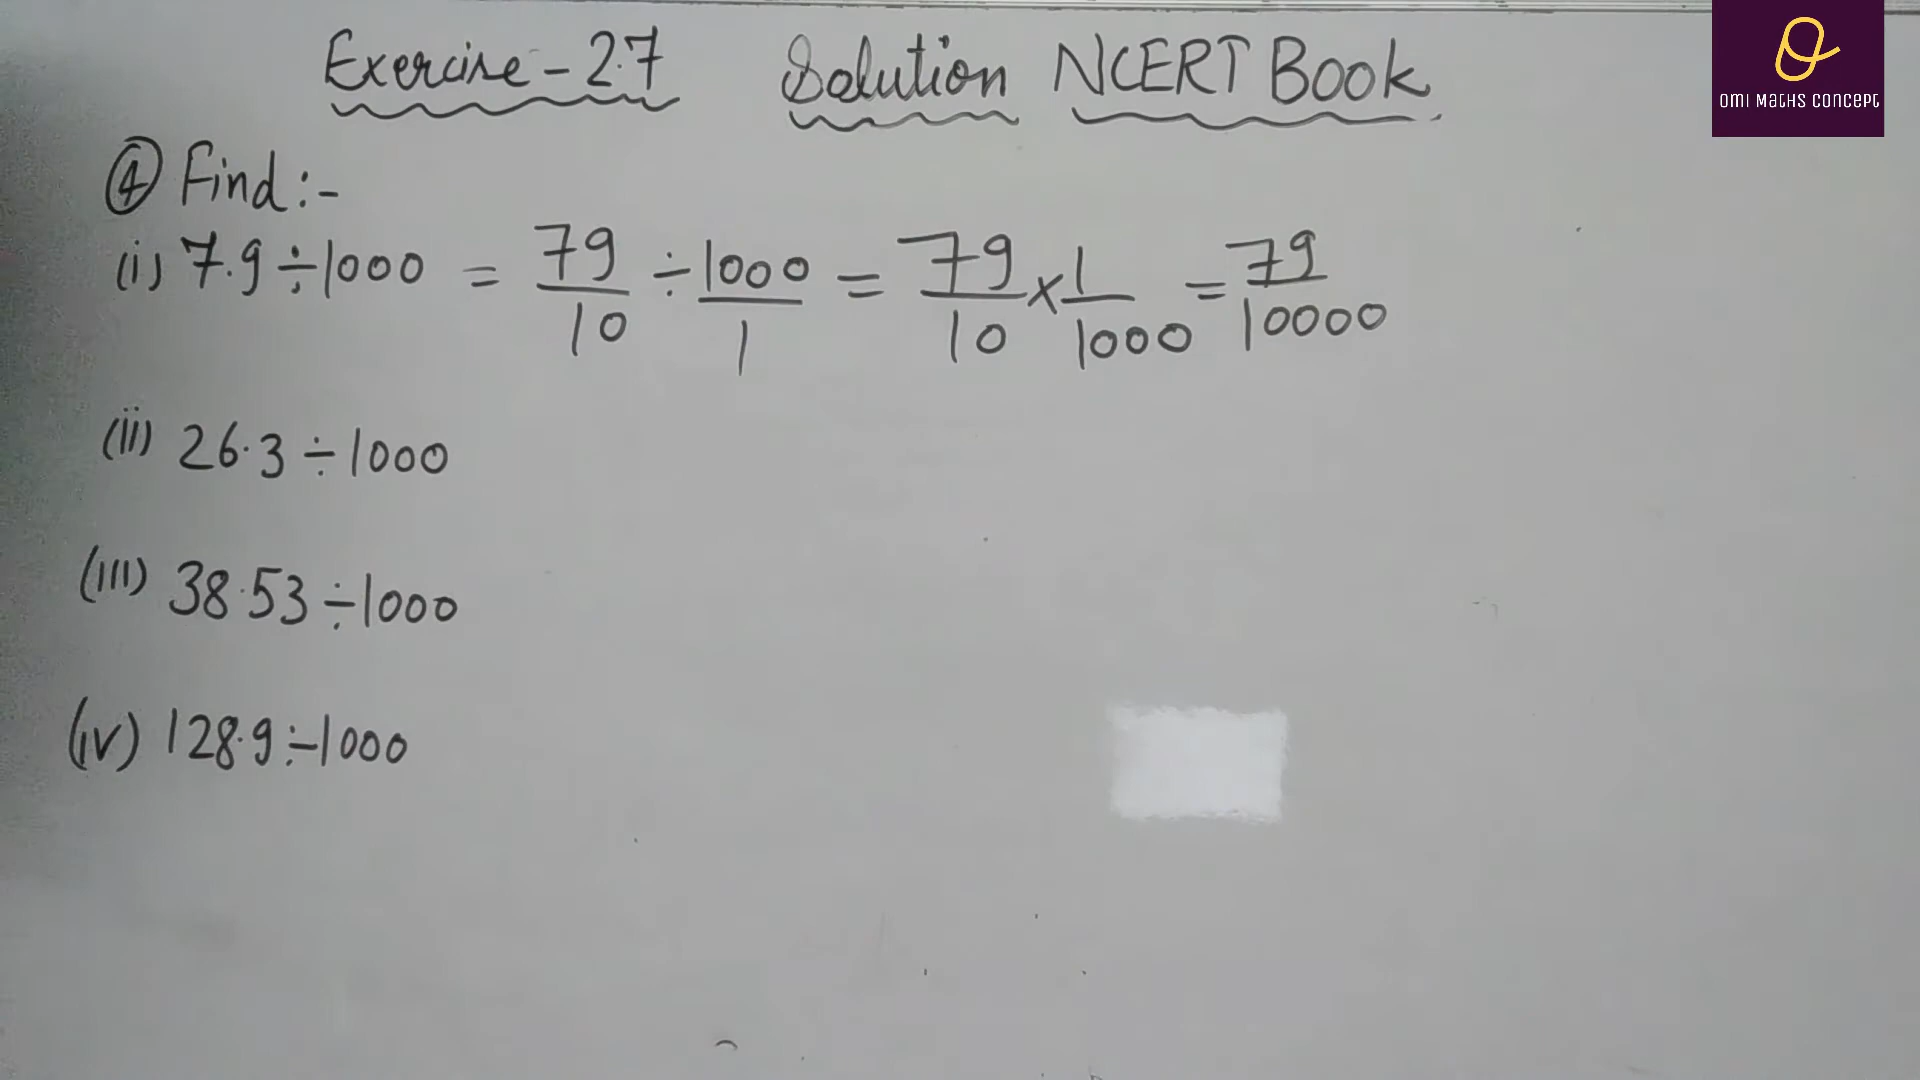 Exercise-2.7 Solution NCERT Book
OMI MATHS CONCEPT
④ Find:-
(i) 7.9÷1000 = 79/10 ÷ 1000/1 = 79/10 × 1/1000 = 79/10000
(ii) 26.3÷1000
(iii) 38.53÷1000
(iv) 128.9÷1000